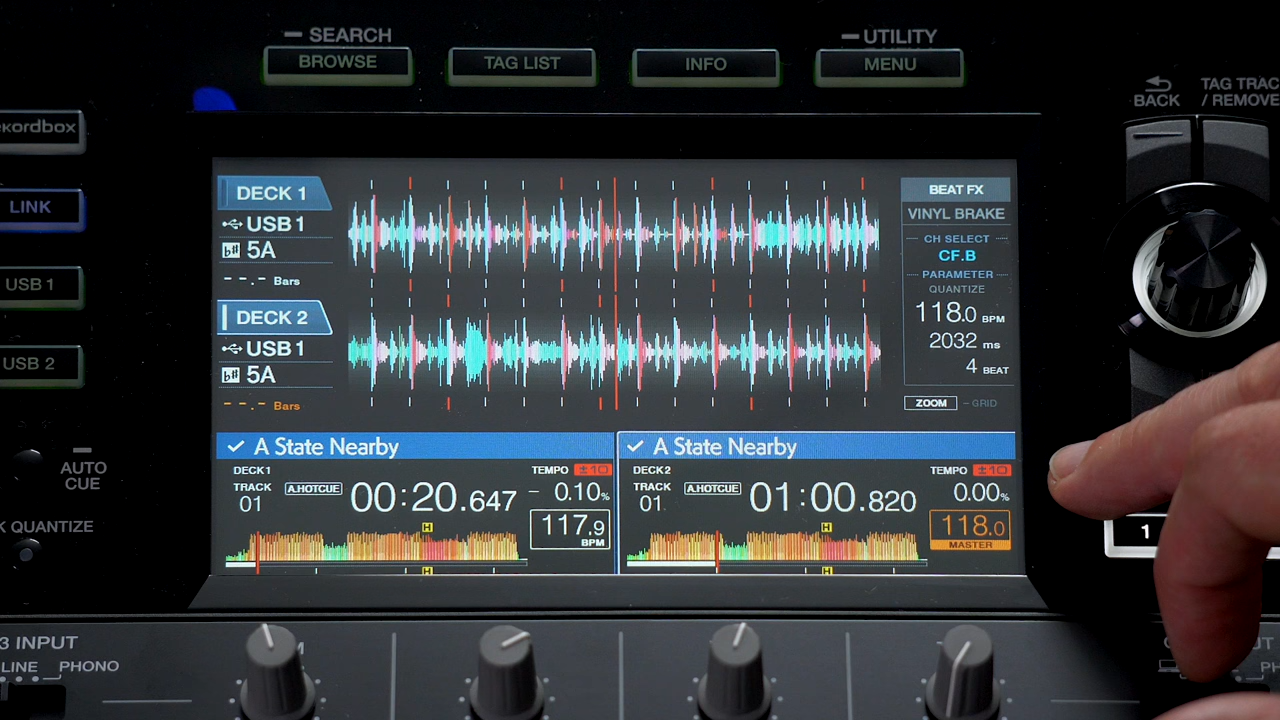 SEARCH
UTILITY
BROWSE
TAG LIST
INFO
MENU
BACK
TAG TRAC
/ REMOVE
ekordbox
LINK
USB 1
USB 2
AUTO
CUE
K QUANTIZE
DECK 1
USB 1
5A
--.- Bars
DECK 2
USB 1
5A
--.- Bars
BEAT FX
VINYL BRAKE
CH SELECT
CF.B
PARAMETER
QUANTIZE
118.0 BPM
2032 ms
4 BEAT
ZOOM - GRID
A State Nearby
DECK1
TRACK
01
A.HOTCUE
00:20.647
TEMPO ±10
- 0.10%
117.9
BPM
H
H
A State Nearby
DECK2
TRACK
01
A.HOTCUE
01:00.820
TEMPO ±10
0.00%
118.0
MASTER
H
H
1
3 INPUT
LINE
PHONO